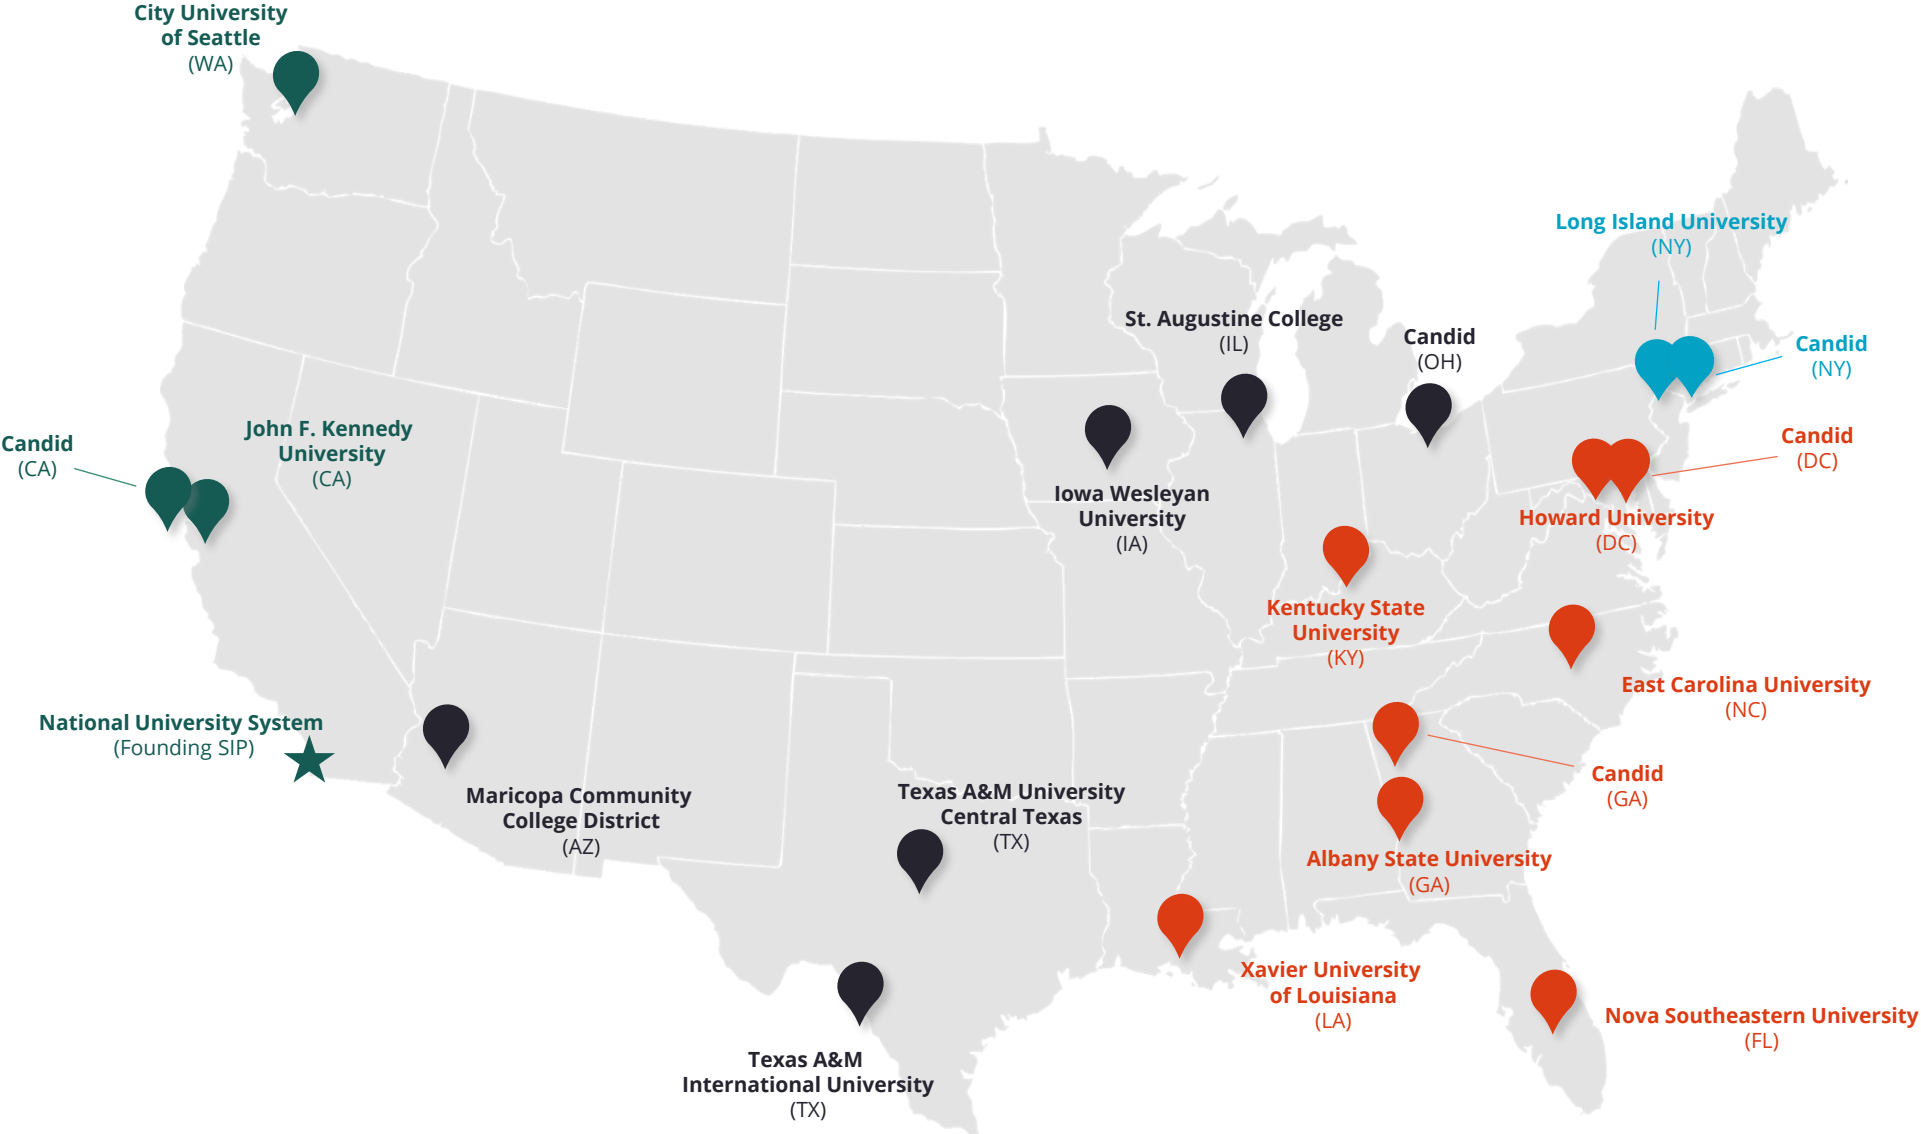 City University
of Seattle
(WA)
Long Island University
(NY)
St. Augustine College
(IL)
Candid
(OH)
Candid
(NY)
John F. Kennedy
University
(CA)
Candid
(CA)
Candid
(DC)
Iowa Wesleyan
University
(IA)
Howard University
(DC)
Kentucky State
University
(KY)
East Carolina University
(NC)
National University System
(Founding SIP)
Maricopa Community
College District
(AZ)
Texas A&M University
Central Texas
(TX)
Candid
(GA)
Albany State University
(GA)
Xavier University
of Louisiana
(LA)
Nova Southeastern University
(FL)
Texas A&M
International University
(TX)